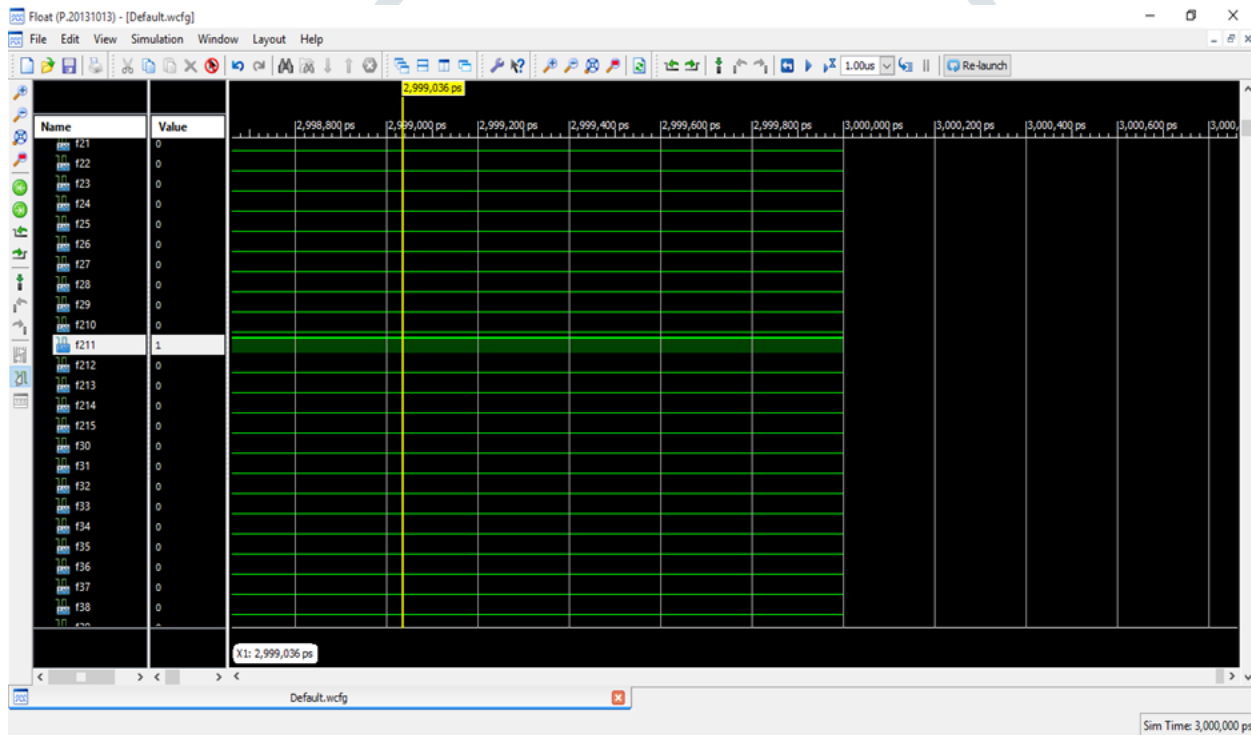 Float (P.20131013) - [Default.wcfg]
File Edit View Simulation Window Layout Help
1.00us Re-launch
2,999,036 ps
Name Value
2,998,800 ps 2,999,000 ps 2,999,200 ps 2,999,400 ps 2,999,600 ps 2,999,800 ps 3,000,000 ps 3,000,200 ps 3,000,400 ps 3,000,600 ps 3,000,
f21 0
f22 0
f23 0
f24 0
f25 0
f26 0
f27 0
f28 0
f29 0
f210 0
f211 1
f212 0
f213 0
f214 0
f215 0
f30 0
f31 0
f32 0
f33 0
f34 0
f35 0
f36 0
f37 0
f38 0
X1: 2,999,036 ps
Default.wcfg
Sim Time: 3,000,000 ps